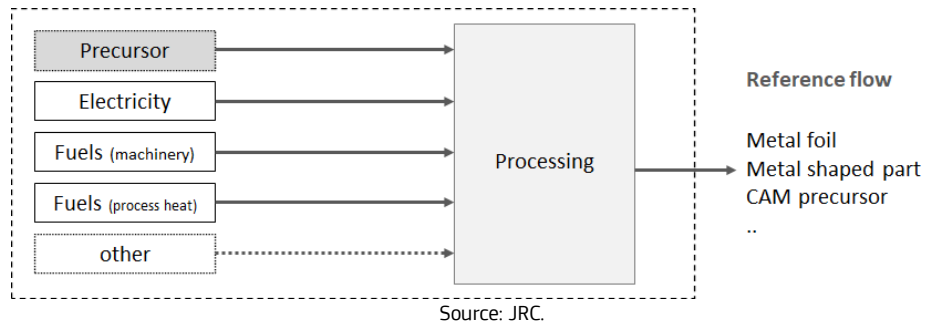 Precursor
Electricity
Fuels (machinery)
Fuels (process heat)
other
Processing
Reference flow
Metal foil
Metal shaped part
CAM precursor
..
Source: JRC.